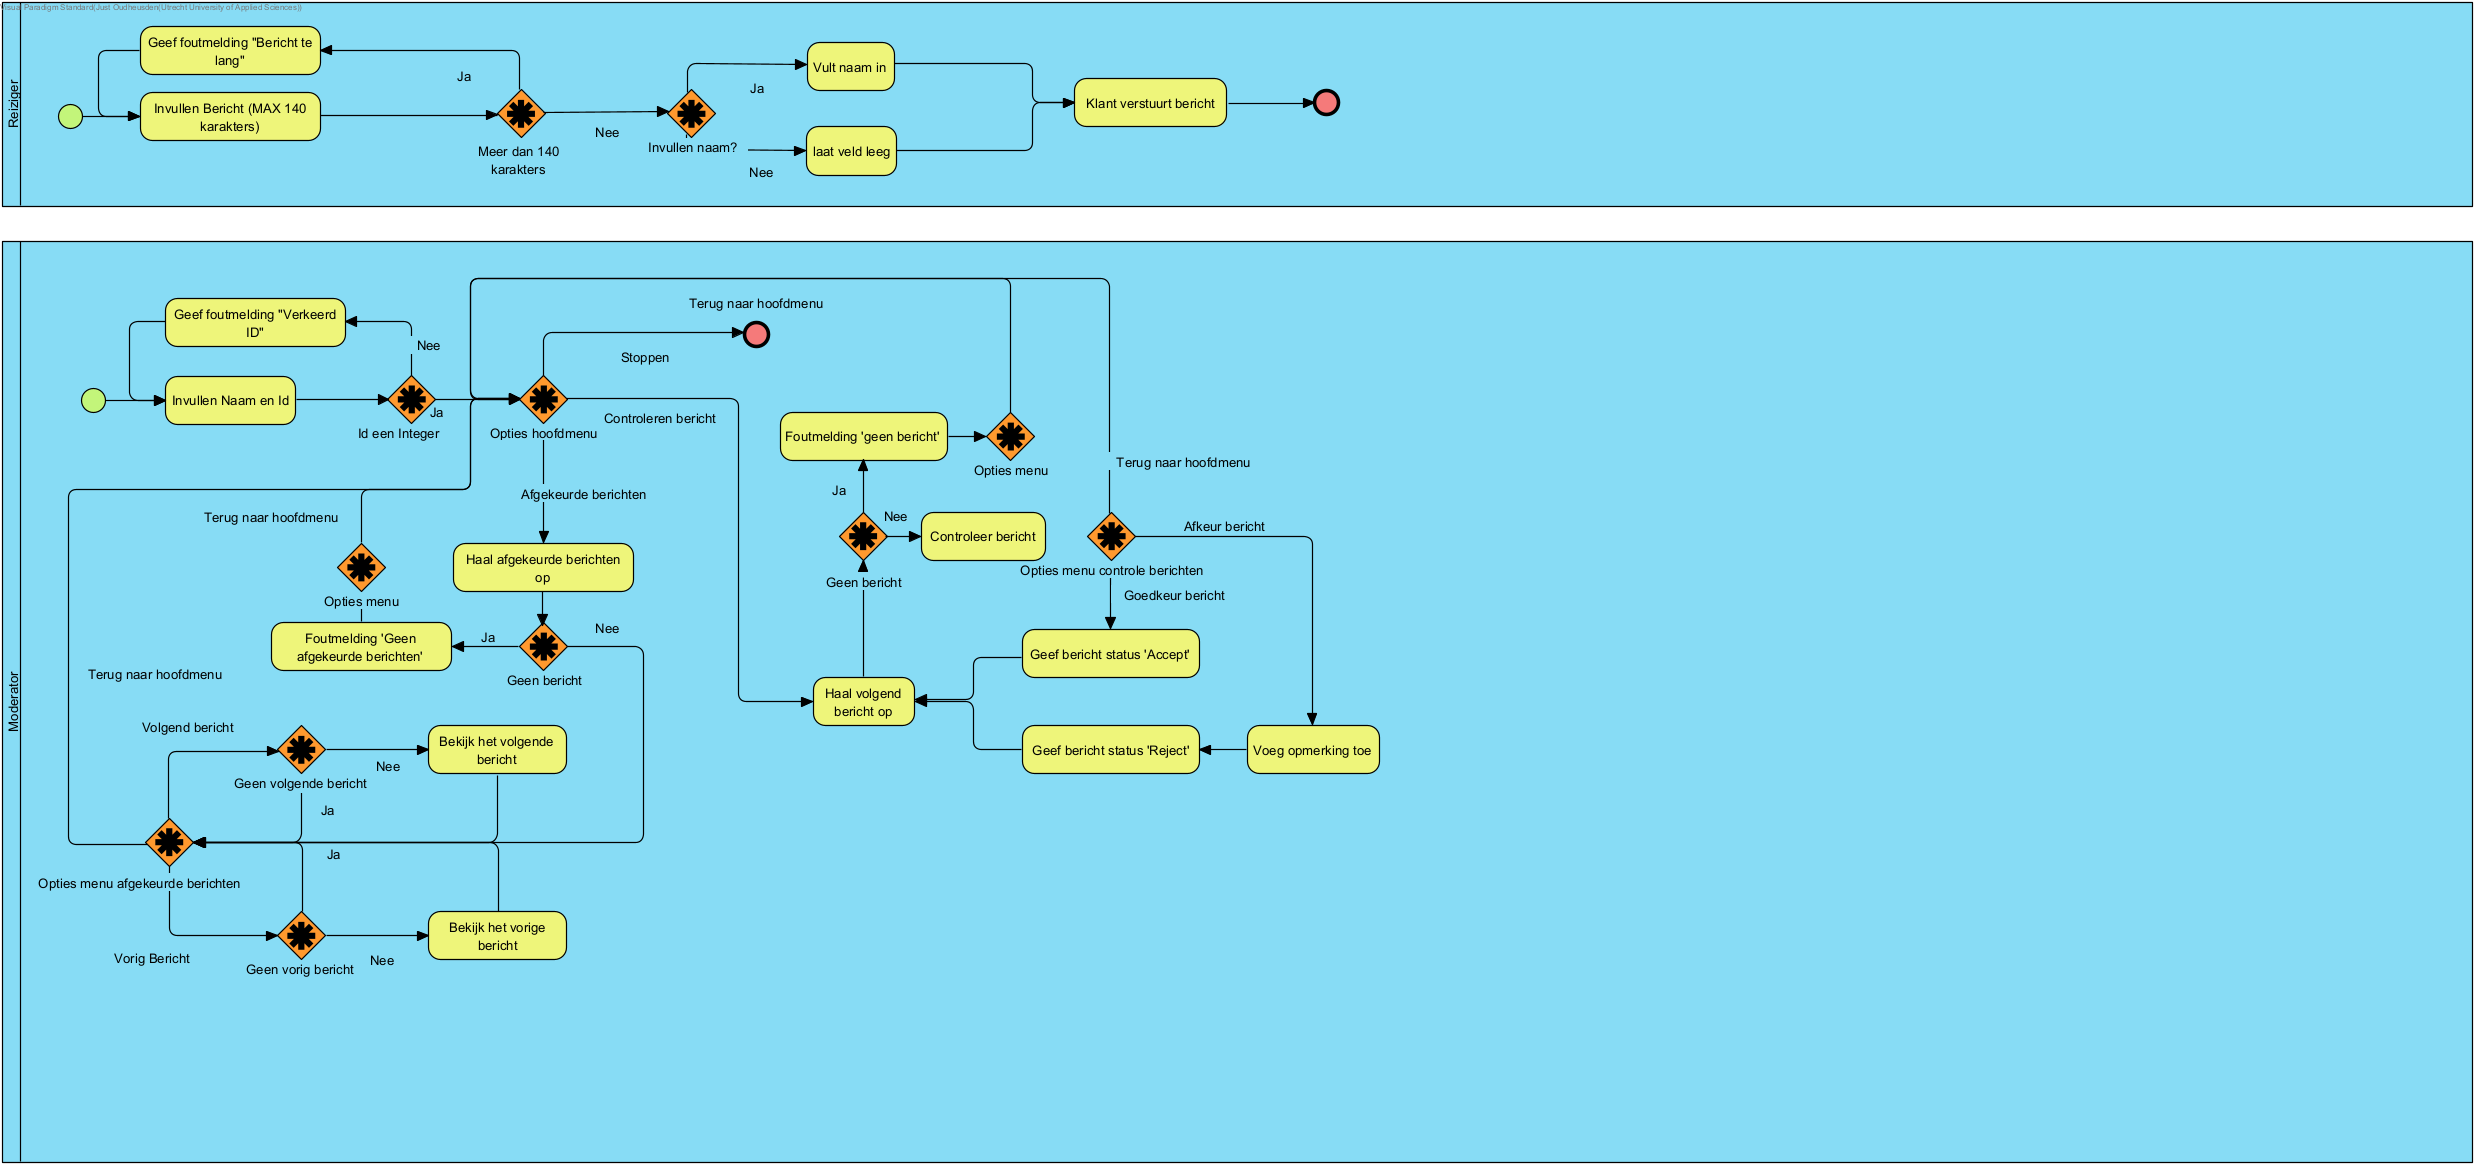 Visual Paradigm Standard(Just Oudheusden(Utrecht University of Applied Sciences))
Reiziger
Geef foutmelding "Bericht te
lang"
Invullen Bericht (MAX 140
karakters)
Ja
Meer dan 140
karakters
Nee
Invullen naam?
Ja
Nee
Vult naam in
laat veld leeg
Klant verstuurt bericht
Moderator
Geef foutmelding "Verkeerd
ID"
Nee
Invullen Naam en Id
Ja
Id een Integer
Terug naar hoofdmenu
Stoppen
Opties hoofdmenu
Controleren bericht
Afgekeurde berichten
Foutmelding 'geen bericht'
Opties menu
Terug naar hoofdmenu
Ja
Nee
Controleer bericht
Geen bericht
Afkeur bericht
Opties menu controle berichten
Goedkeur bericht
Geef bericht status 'Accept'
Haal volgend
bericht op
Geef bericht status 'Reject'
Voeg opmerking toe
Terug naar hoofdmenu
Haal afgekeurde berichten
op
Opties menu
Foutmelding 'Geen
afgekeurde berichten'
Ja
Nee
Geen bericht
Terug naar hoofdmenu
Volgend bericht
Geen volgende bericht
Nee
Bekijk het volgende
bericht
Ja
Ja
Opties menu afgekeurde berichten
Bekijk het vorige
bericht
Vorig Bericht
Geen vorig bericht
Nee